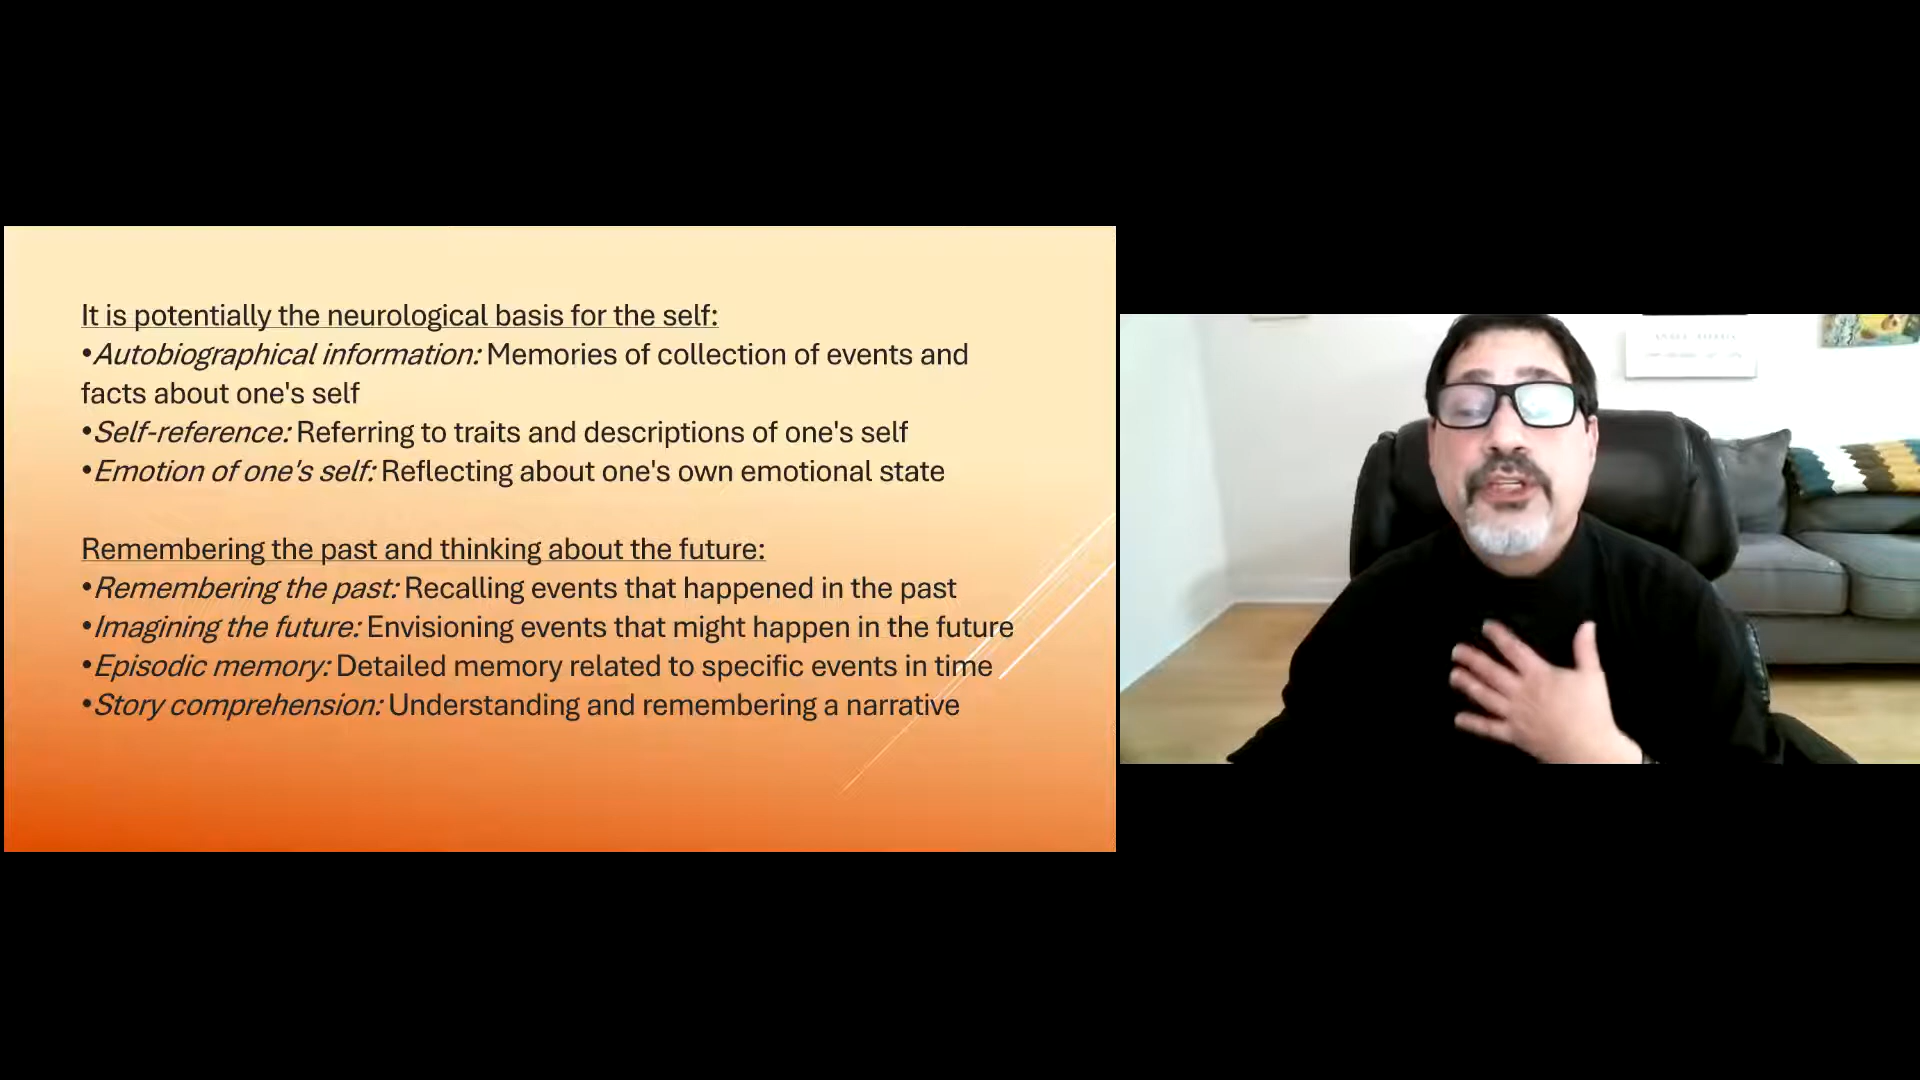 It is potentially the neurological basis for the self:
•Autobiographical information: Memories of collection of events and
facts about one's self
•Self-reference: Referring to traits and descriptions of one's self
•Emotion of one's self: Reflecting about one's own emotional state
Remembering the past and thinking about the future:
•Remembering the past: Recalling events that happened in the past
•Imagining the future: Envisioning events that might happen in the future
•Episodic memory: Detailed memory related to specific events in time
•Story comprehension: Understanding and remembering a narrative